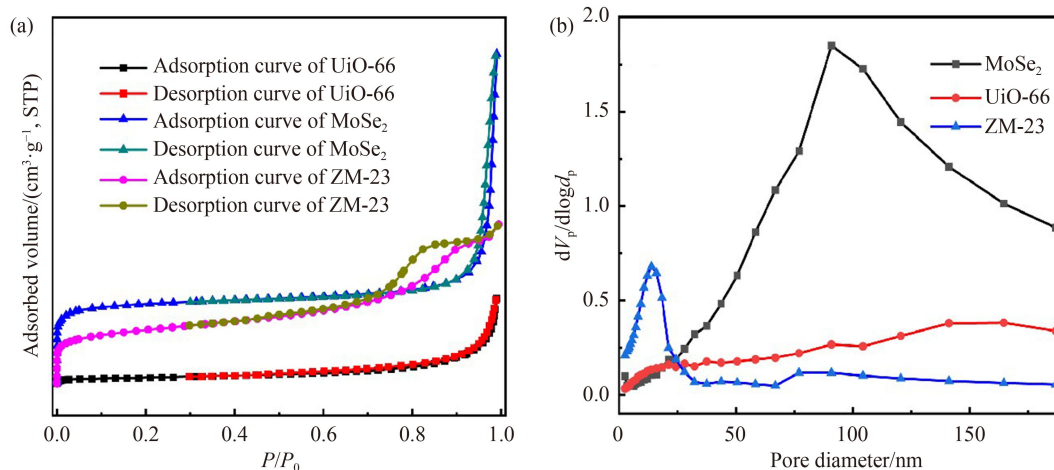 (a)
Adsorption curve of UiO-66
Desorption curve of UiO-66
Adsorption curve of MoSe₂
Desorption curve of MoSe₂
Adsorption curve of ZM-23
Desorption curve of ZM-23
Adsorbed volume/(cm³·g⁻¹, STP)
0.0 0.2 0.4 0.6 0.8 1.0
P/P₀
(b)
MoSe₂
UiO-66
ZM-23
dVₚ/dlogdₚ
2.0
1.5
1.0
0.5
0.0
0 50 100 150
Pore diameter/nm